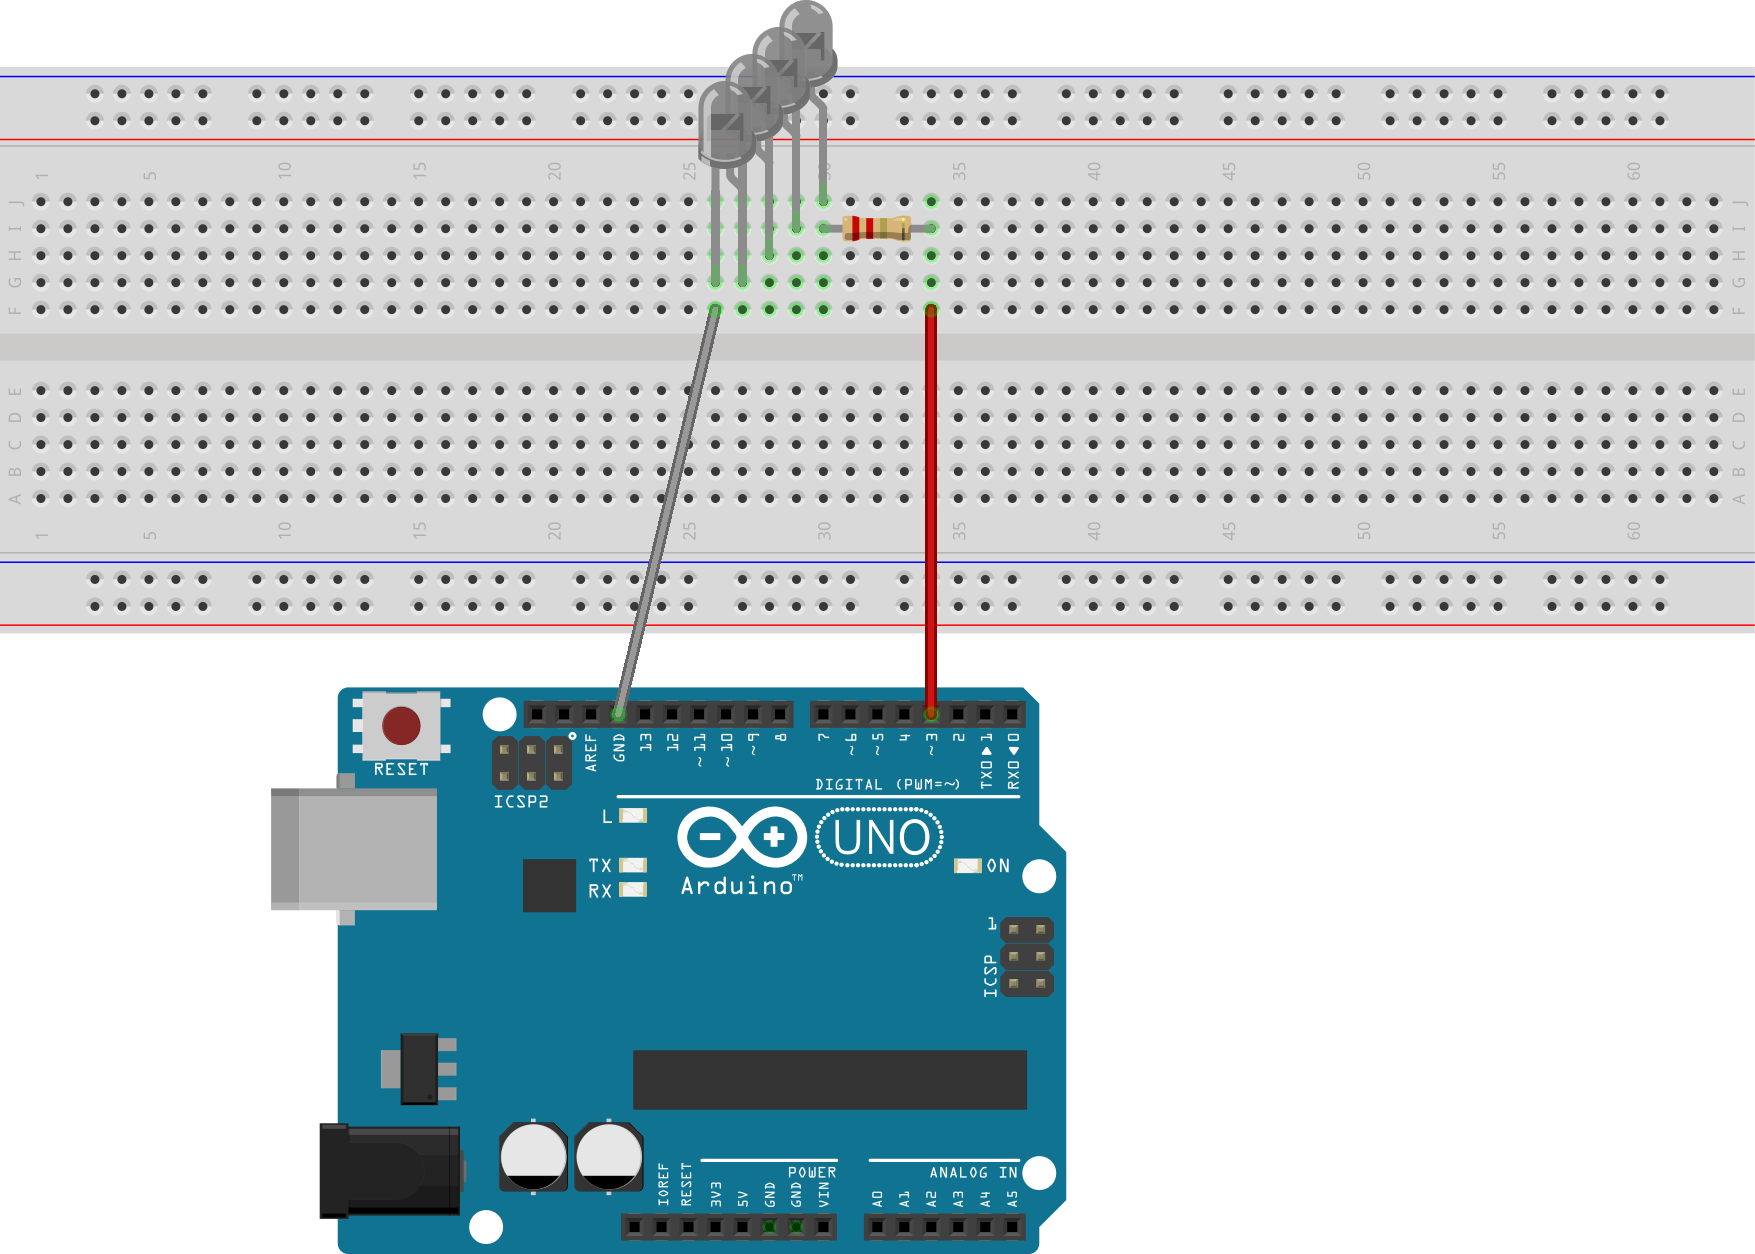 1 5 10 15 20 25 30 35 40 45 50 55 60
J J
I I
H H
G G
F F
E E
D D
C C
B B
A A
1 5 10 15 20 25 30 35 40 45 50 55 60
RESET
ICSP2
AREF
GND
13
12
~11
~10
~9
8
7
~6
~5
4
~3
2
TX0▶1
RX0◀0
DIGITAL (PWM=~)
L
TX
RX
UNO
Arduino™
ON
1
ICSP
IOREF
RESET
3V3
5V
GND
GND
VIN
POWER
A0
A1
A2
A3
A4
A5
ANALOG IN